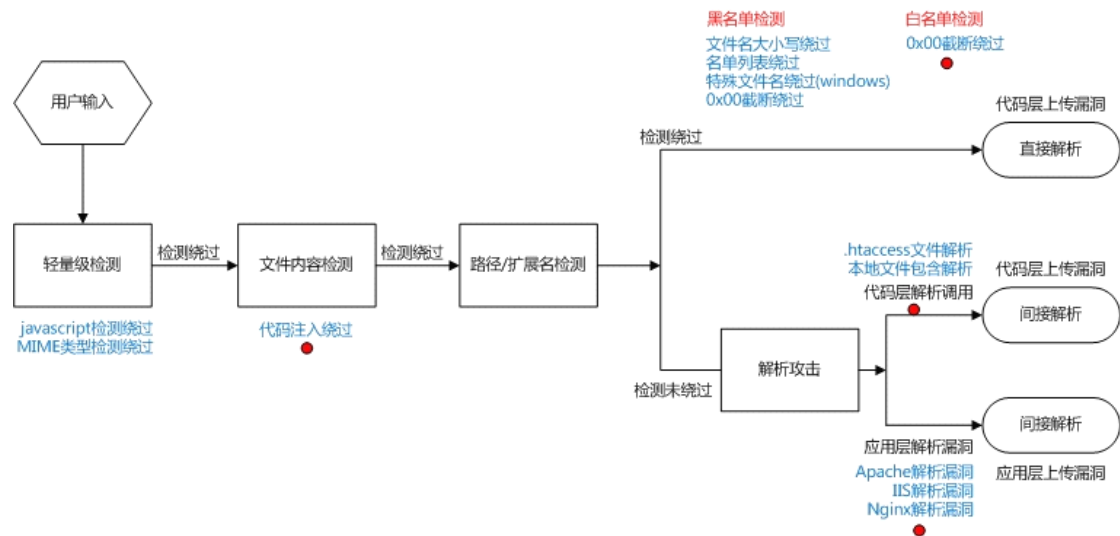 黑名单检测
文件名大小写绕过
名单列表绕过
特殊文件名绕过(windows)
0x00截断绕过
白名单检测
0x00截断绕过
用户输入
检测绕过
代码层上传漏洞
直接解析
轻量级检测
检测绕过
文件内容检测
检测绕过
路径/扩展名检测
javascript检测绕过
MIME类型检测绕过
代码注入绕过
.htaccess文件解析
本地文件包含解析
代码层解析调用
代码层上传漏洞
间接解析
检测未绕过
解析攻击
间接解析
应用层解析漏洞
Apache解析漏洞
IIS解析漏洞
Nginx解析漏洞
应用层上传漏洞